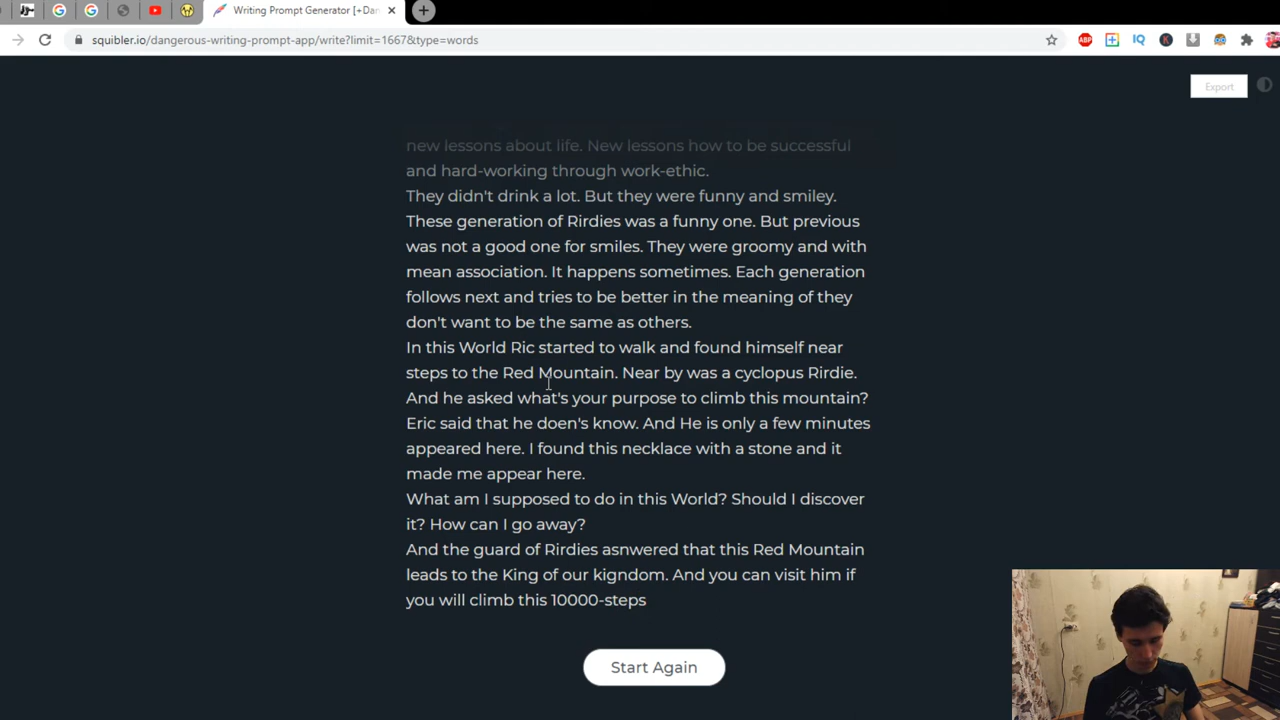 Writing Prompt Generator [+Dan
squibler.io/dangerous-writing-prompt-app/write?limit=1667&type=words
ABP
IQ
K
Export
new lessons about life. New lessons how to be successful
and hard-working through work-ethic.
They didn't drink a lot. But they were funny and smiley.
These generation of Rirdies was a funny one. But previous
was not a good one for smiles. They were groomy and with
mean association. It happens sometimes. Each generation
follows next and tries to be better in the meaning of they
don't want to be the same as others.
In this World Ric started to walk and found himself near
steps to the Red Mountain. Near by was a cyclopus Rirdie.
And he asked what's your purpose to climb this mountain?
Eric said that he doen's know. And He is only a few minutes
appeared here. I found this necklace with a stone and it
made me appear here.
What am I supposed to do in this World? Should I discover
it? How can I go away?
And the guard of Rirdies asnwered that this Red Mountain
leads to the King of our kigndom. And you can visit him if
you will climb this 10000-steps
Start Again